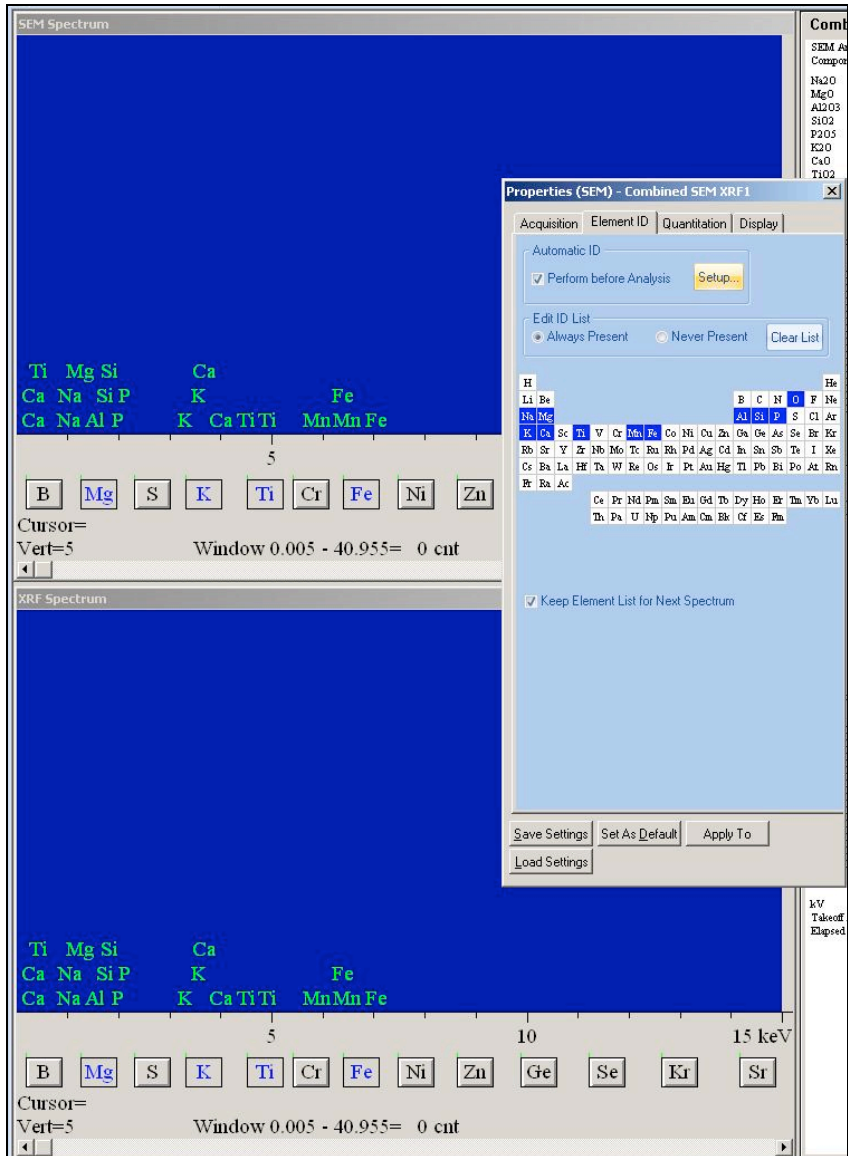 SEM Spectrum
Ti Mg Si Ca
Ca Na Si P K Fe
Ca Na Al P K Ca Ti Ti Mn Mn Fe
5
B Mg S K Ti Cr Fe Ni Zn
Cursor=
Vert=5 Window 0.005 - 40.955= 0 cnt
XRF Spectrum
Ti Mg Si Ca
Ca Na Si P K Fe
Ca Na Al P K Ca Ti Ti Mn Mn Fe
5 10 15 keV
B Mg S K Ti Cr Fe Ni Zn Ge Se Kr Sr
Cursor=
Vert=5 Window 0.005 - 40.955= 0 cnt
Properties (SEM) - Combined SEM XRF1
Acquisition Element ID Quantitation Display
Automatic ID
Perform before Analysis Setup...
Edit ID List
Always Present Never Present Clear List
H He
Li Be B C N O F Ne
Na Mg Al Si P S Cl Ar
K Ca Sc Ti V Cr Mn Fe Co Ni Cu Zn Ga Ge As Se Br Kr
Rb Sr Y Zr Nb Mo Tc Ru Rh Pd Ag Cd In Sn Sb Te I Xe
Cs Ba La Hf Ta W Re Os Ir Pt Au Hg Tl Pb Bi Po At Rn
Fr Ra Ac
Ce Pr Nd Pm Sm Eu Gd Tb Dy Ho Er Tm Yb Lu
Th Pa U Np Pu Am Cm Bk Cf Es Fm
Keep Element List for Next Spectrum
Save Settings Set As Default Apply To
Load Settings
SEM
Na2O
MgO
Al2O3
SiO2
P2O5
K2O
CaO
TiO2
kV
Takeoff
Elapsed